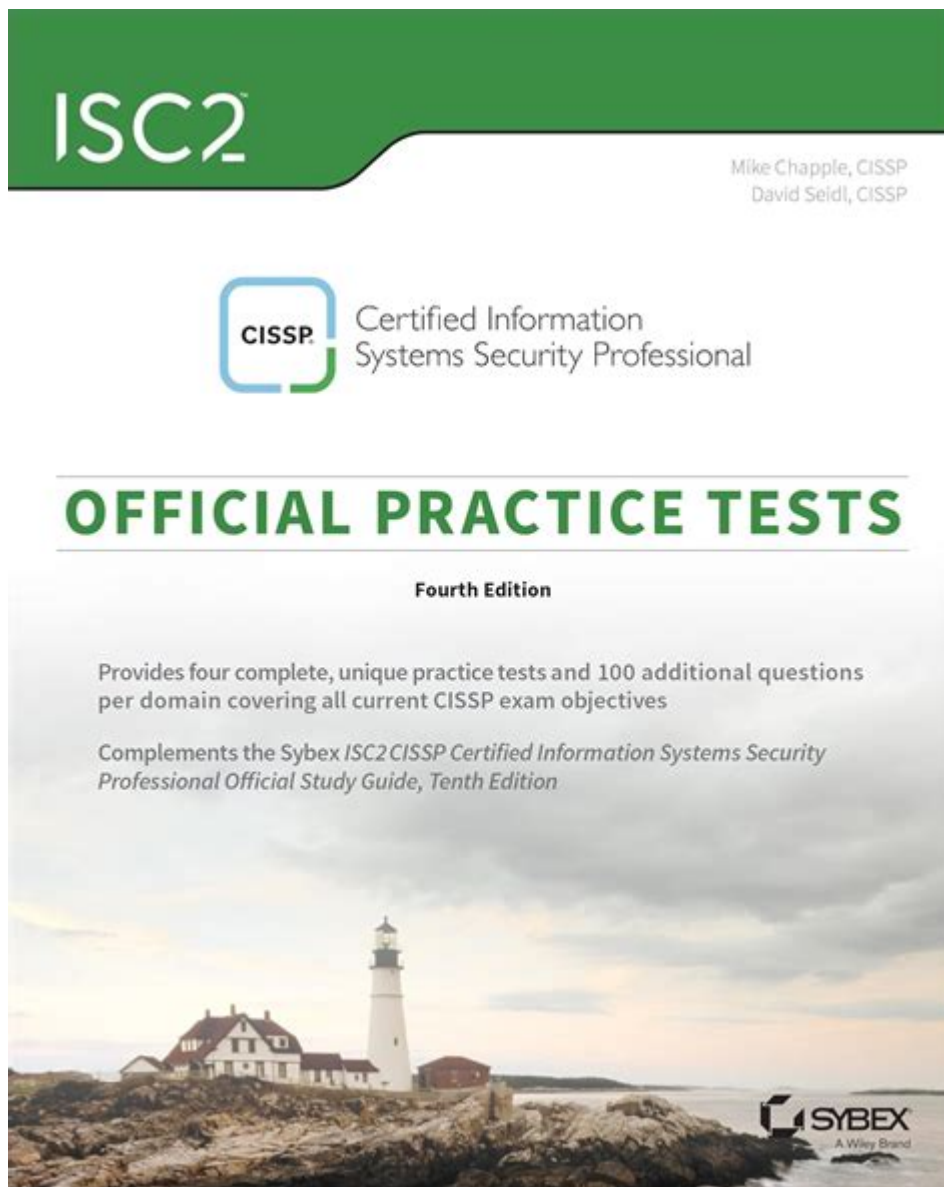 ISC2™
Mike Chapple, CISSP
David Seidl, CISSP
CISSP®
Certified Information
Systems Security Professional
OFFICIAL PRACTICE TESTS
Fourth Edition
Provides four complete, unique practice tests and 100 additional questions
per domain covering all current CISSP exam objectives
Complements the Sybex ISC2 CISSP Certified Information Systems Security
Professional Official Study Guide, Tenth Edition
SYBEX®
A Wiley Brand